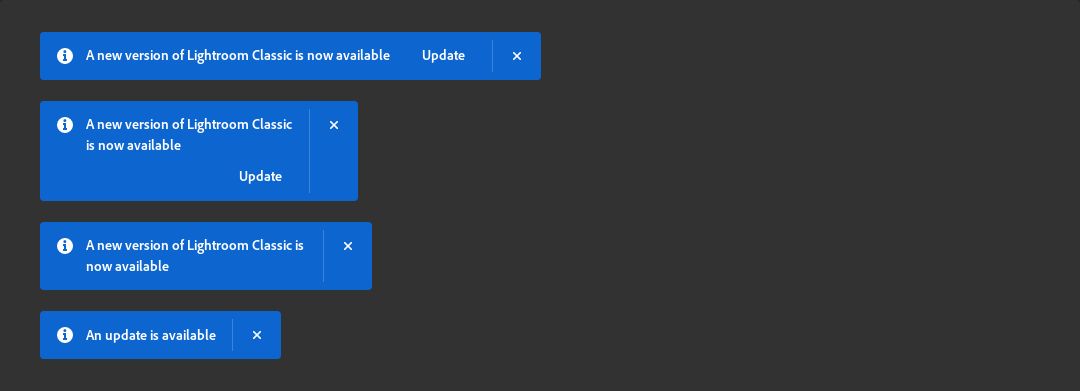 A new version of Lightroom Classic is now available Update
A new version of Lightroom Classic
is now available
Update
A new version of Lightroom Classic is
now available
An update is available